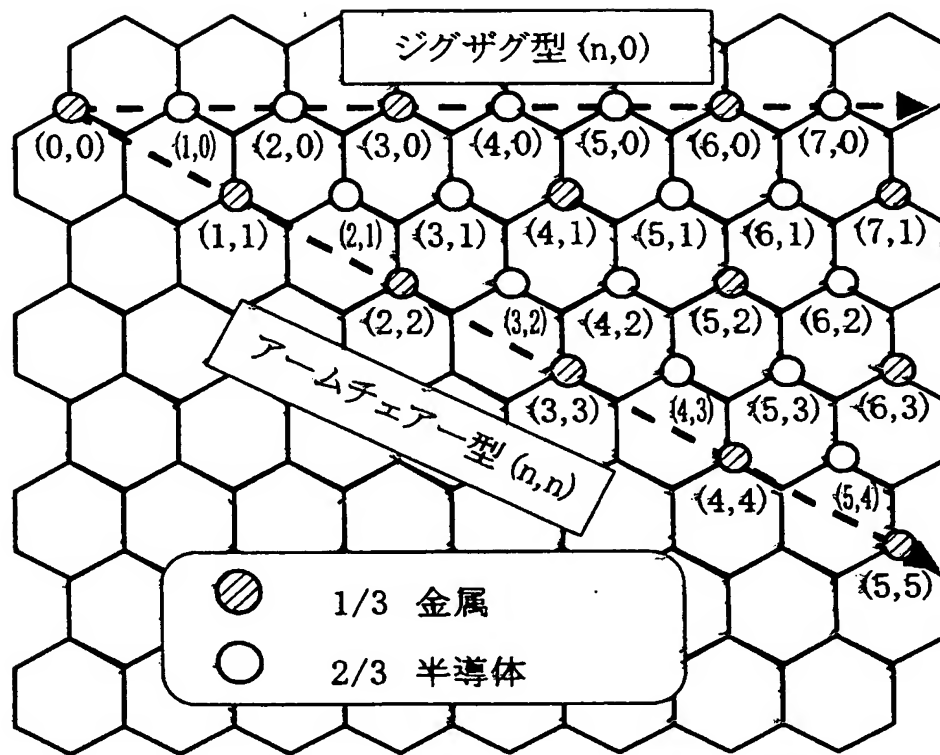 ジグザグ型 (n,0)
(0,0) (1,0) (2,0) (3,0) (4,0) (5,0) (6,0) (7,0)
(1,1) (2,1) (3,1) (4,1) (5,1) (6,1) (7,1)
(2,2) (3,2) (4,2) (5,2) (6,2)
(3,3) (4,3) (5,3) (6,3)
(4,4) (5,4)
(5,5)
アームチェアー型 (n,n)
1/3 金属
2/3 半導体